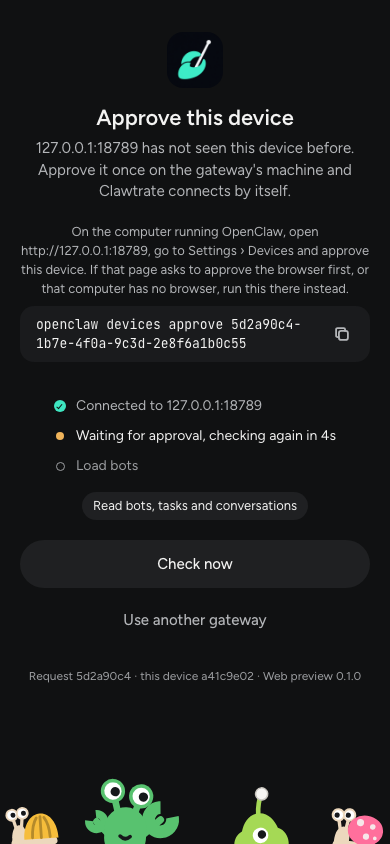 Approve this device
127.0.0.1:18789 has not seen this device before.
Approve it once on the gateway's machine and
Clawtrate connects by itself.
On the computer running OpenClaw, open
http://127.0.0.1:18789, go to Settings › Devices and approve
this device. If that page asks to approve the browser first, or
that computer has no browser, run this there instead.
openclaw devices approve 5d2a90c4-
1b7e-4f0a-9c3d-2e8f6a1b0c55
Connected to 127.0.0.1:18789
Waiting for approval, checking again in 4s
Load bots
Read bots, tasks and conversations
Check now
Use another gateway
Request 5d2a90c4 · this device a41c9e02 · Web preview 0.1.0